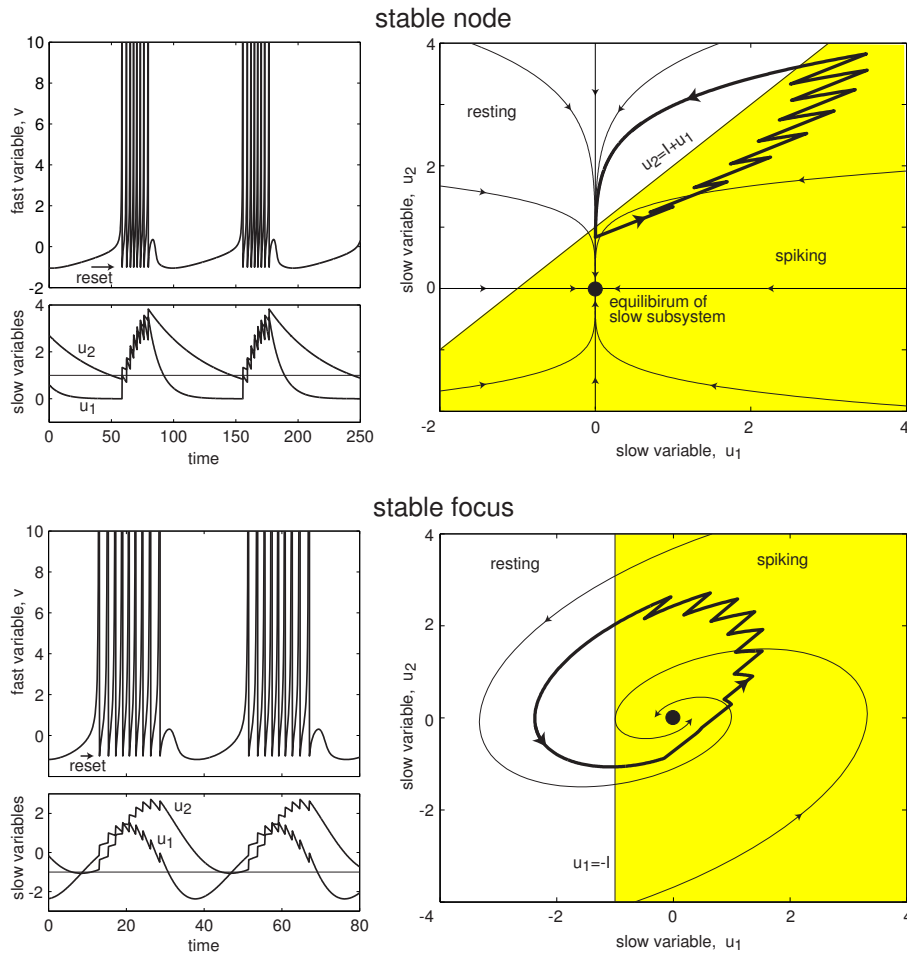 stable node
10
8
6
4
2
0
-2
fast variable, v
reset
4
2
0
slow variables
u2
u1
0 50 100 150 200 250
time
4
2
0
-2
slow variable, u2
resting
u2=I+u1
spiking
equilibirum of
slow subsystem
-2 0 2 4
slow variable, u1
stable focus
10
8
6
4
2
0
fast variable, v
reset
2
0
-2
slow variables
u2
u1
0 20 40 60 80
time
4
2
0
-2
-4
slow variable, u2
resting
spiking
u1=-I
-4 -2 0 2 4
slow variable, u1